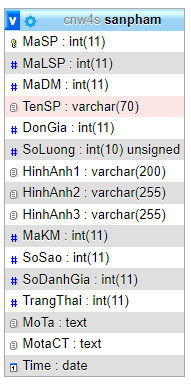 v cnw4s sanpham
MaSP : int(11)
# MaLSP : int(11)
# MaDM : int(11)
TenSP : varchar(70)
# DonGia : int(11)
# SoLuong : int(10) unsigned
HinhAnh1 : varchar(200)
HinhAnh2 : varchar(255)
HinhAnh3 : varchar(255)
# MaKM : int(11)
# SoSao : int(11)
# SoDanhGia : int(11)
# TrangThai : int(11)
MoTa : text
MotaCT : text
Time : date